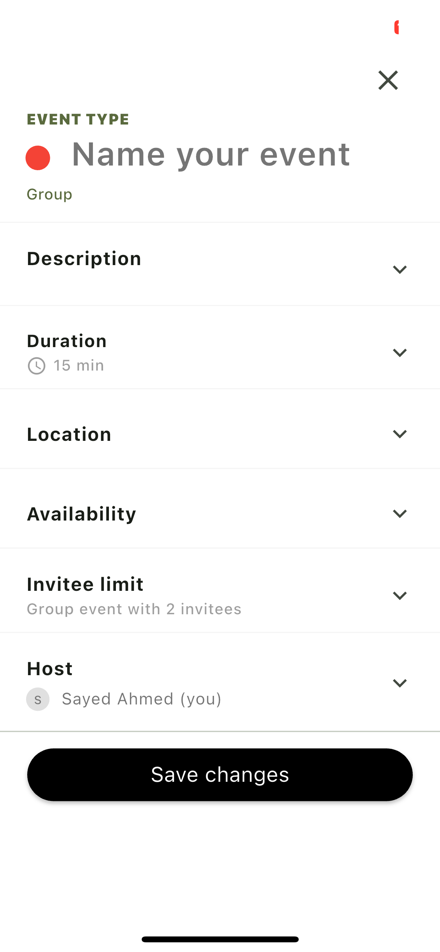 EVENT TYPE
Name your event
Group
Description
Duration
15 min
Location
Availability
Invitee limit
Group event with 2 invitees
Host
S Sayed Ahmed (you)
Save changes